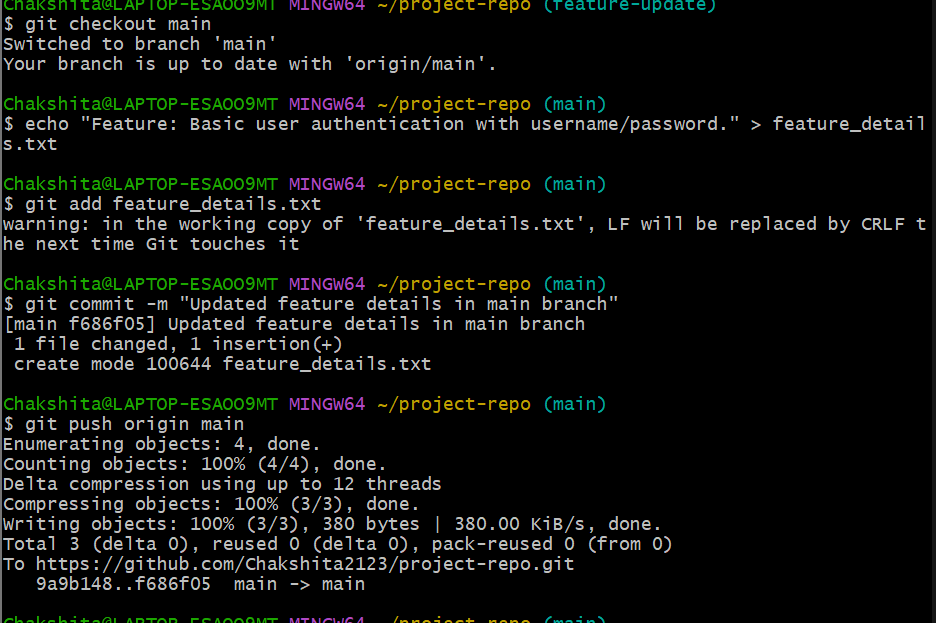 Chakshita@LAPTOP-ESAOO9MT MINGW64 ~/project-repo (feature-update)
$ git checkout main
Switched to branch 'main'
Your branch is up to date with 'origin/main'.
Chakshita@LAPTOP-ESAOO9MT MINGW64 ~/project-repo (main)
$ echo "Feature: Basic user authentication with username/password." > feature_detail
s.txt
Chakshita@LAPTOP-ESAOO9MT MINGW64 ~/project-repo (main)
$ git add feature_details.txt
warning: in the working copy of 'feature_details.txt', LF will be replaced by CRLF t
he next time Git touches it
Chakshita@LAPTOP-ESAOO9MT MINGW64 ~/project-repo (main)
$ git commit -m "Updated feature details in main branch"
[main f686f05] Updated feature details in main branch
 1 file changed, 1 insertion(+)
 create mode 100644 feature_details.txt
Chakshita@LAPTOP-ESAOO9MT MINGW64 ~/project-repo (main)
$ git push origin main
Enumerating objects: 4, done.
Counting objects: 100% (4/4), done.
Delta compression using up to 12 threads
Compressing objects: 100% (3/3), done.
Writing objects: 100% (3/3), 380 bytes | 380.00 KiB/s, done.
Total 3 (delta 0), reused 0 (delta 0), pack-reused 0 (from 0)
To https://github.com/Chakshita2123/project-repo.git
   9a9b148..f686f05  main -> main
Chakshita@LAPTOP-ESAOO9MT MINGW64 ~/project-repo (main)